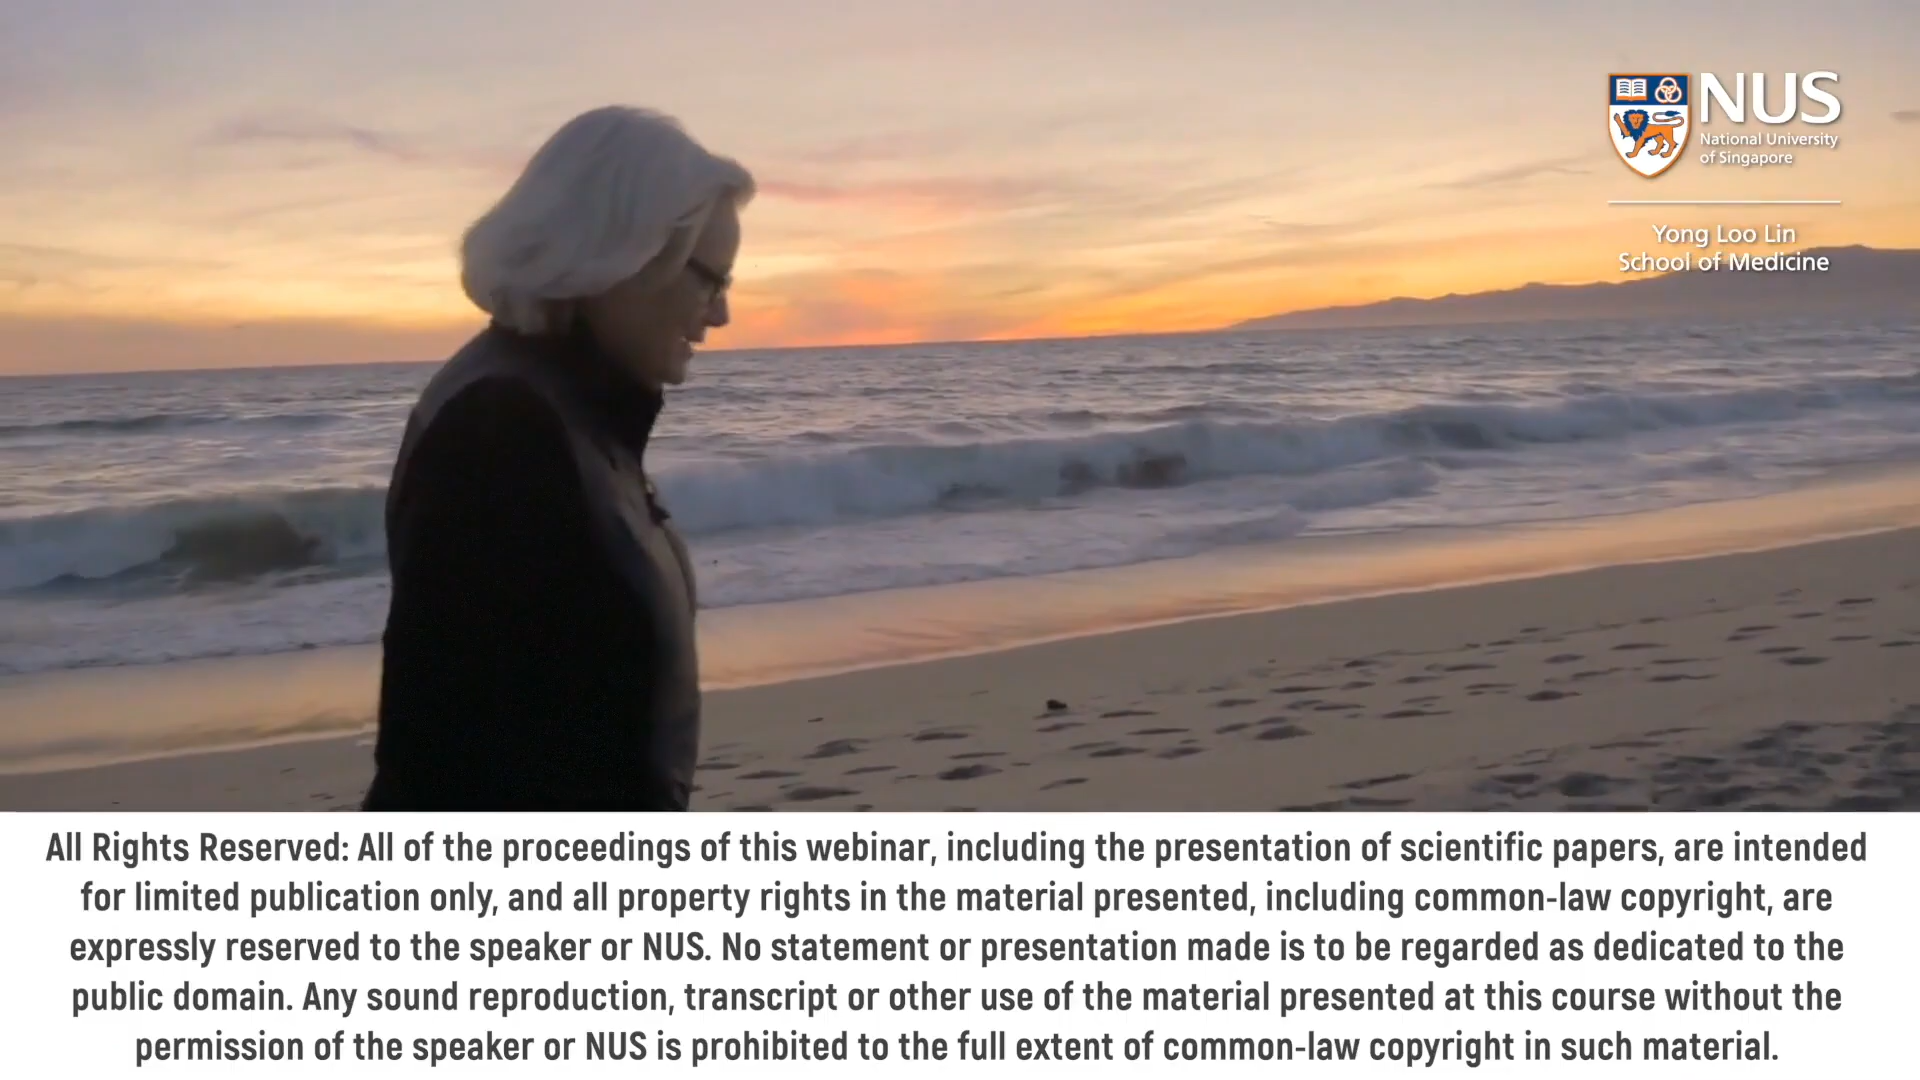 NUS
National University
of Singapore
Yong Loo Lin
School of Medicine
All Rights Reserved: All of the proceedings of this webinar, including the presentation of scientific papers, are intended
for limited publication only, and all property rights in the material presented, including common-law copyright, are
expressly reserved to the speaker or NUS. No statement or presentation made is to be regarded as dedicated to the
public domain. Any sound reproduction, transcript or other use of the material presented at this course without the
permission of the speaker or NUS is prohibited to the full extent of common-law copyright in such material.